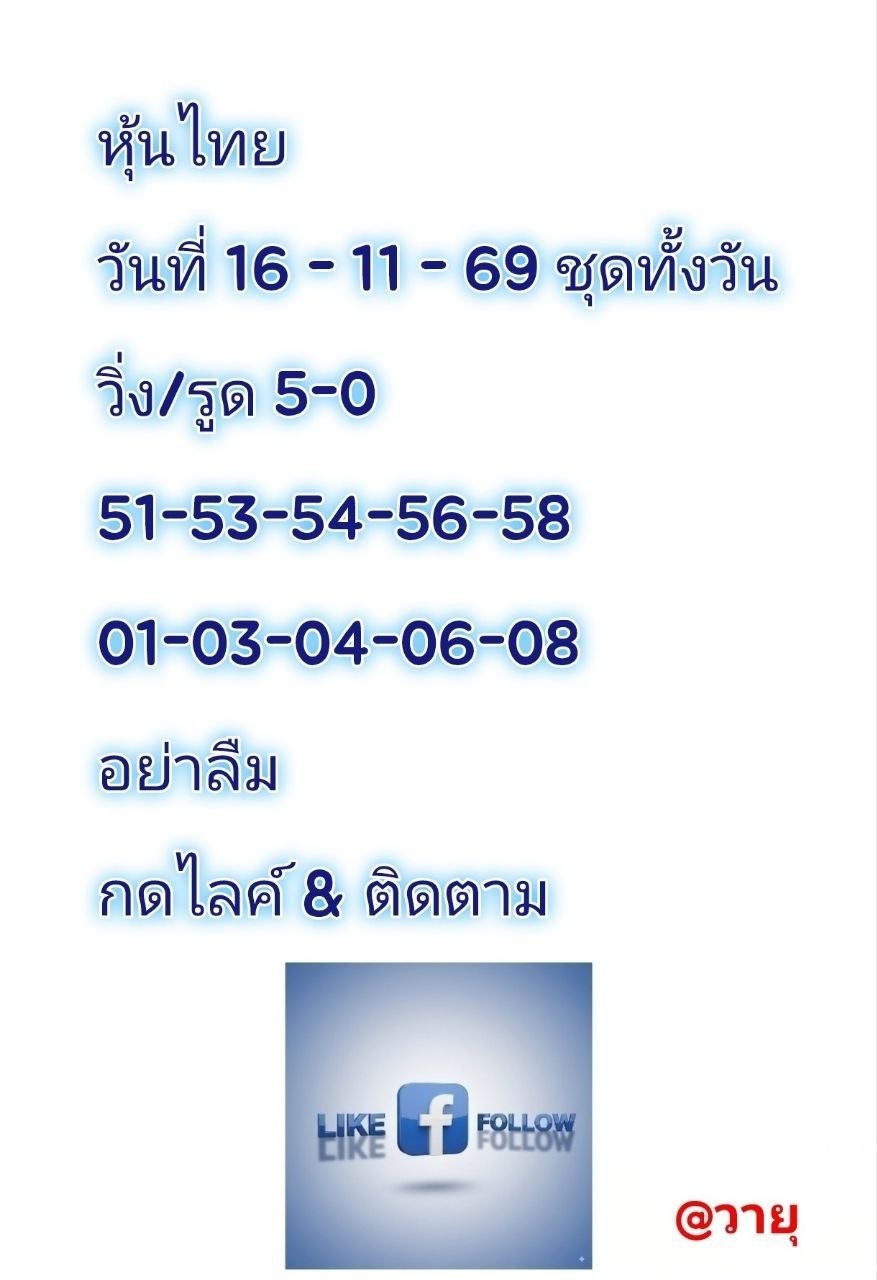 หุ้นไทย
วันที่ 16 - 11 - 69 ชุดทั้งวัน
วิ่ง/รูด 5-0
51-53-54-56-58
01-03-04-06-08
อย่าลืม
กดไลค์ & ติดตาม
LIKE f FOLLOW
@วายุ